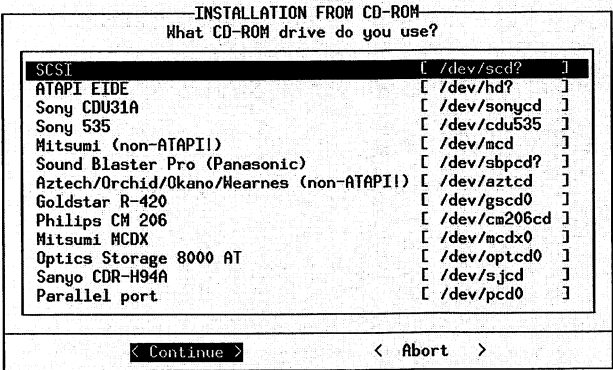 INSTALLATION FROM CD-ROM
What CD-ROM drive do you use?
SCSI [ /dev/scd? ]
ATAPI EIDE [ /dev/hd? ]
Sony CDU31A [ /dev/sonycd ]
Sony 535 [ /dev/cdu535 ]
Mitsumi (non-ATAPI!) [ /dev/mcd ]
Sound Blaster Pro (Panasonic) [ /dev/sbpcd? ]
Aztech/Orchid/Okano/Wearnes (non-ATAPI!) [ /dev/aztcd ]
Goldstar R-420 [ /dev/gscd0 ]
Philips CM 206 [ /dev/cm206cd ]
Mitsumi MCDX [ /dev/mcdx0 ]
Optics Storage 8000 AT [ /dev/optcd0 ]
Sanyo CDR-H94A [ /dev/sjcd ]
Parallel port [ /dev/pcd0 ]
< Continue > < Abort >